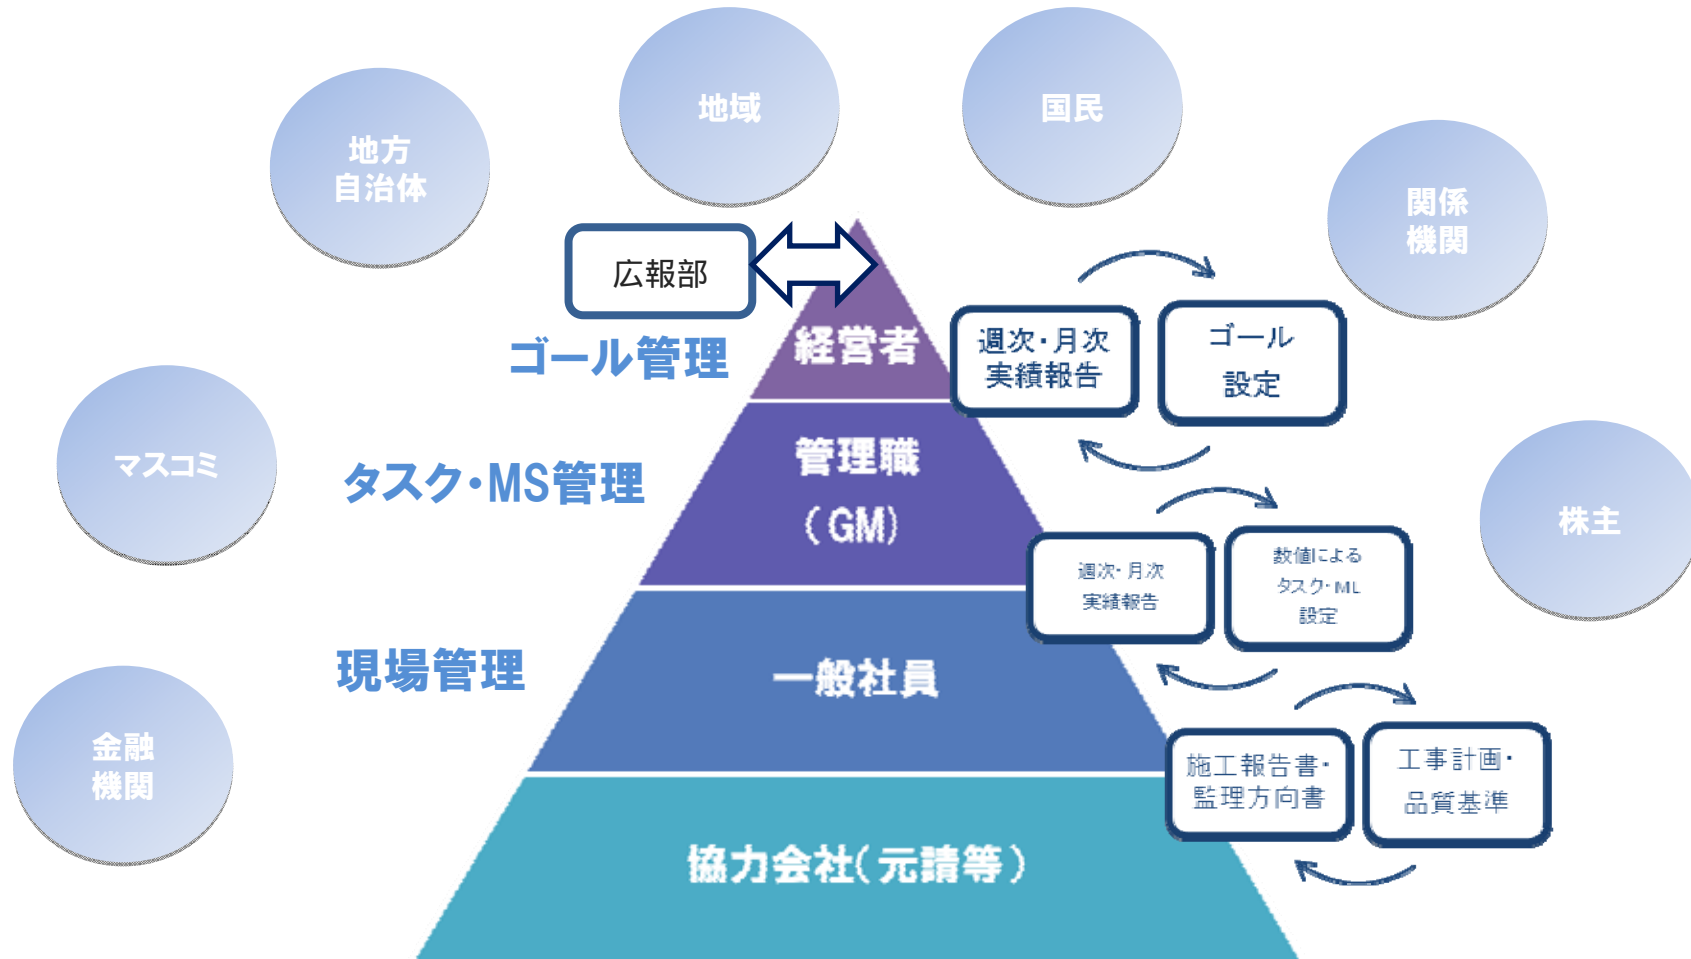 地域
国民
地方
自治体
関係
機関
広報部
ゴール管理
経営者
週次・月次
実績報告
ゴール
設定
マスコミ
タスク・MS管理
管理職
(GM)
株主
週次・月次
実績報告
数値による
タスク・ML
設定
現場管理
一般社員
金融
機関
施工報告書・
監理方向書
工事計画・
品質基準
協力会社(元請等)